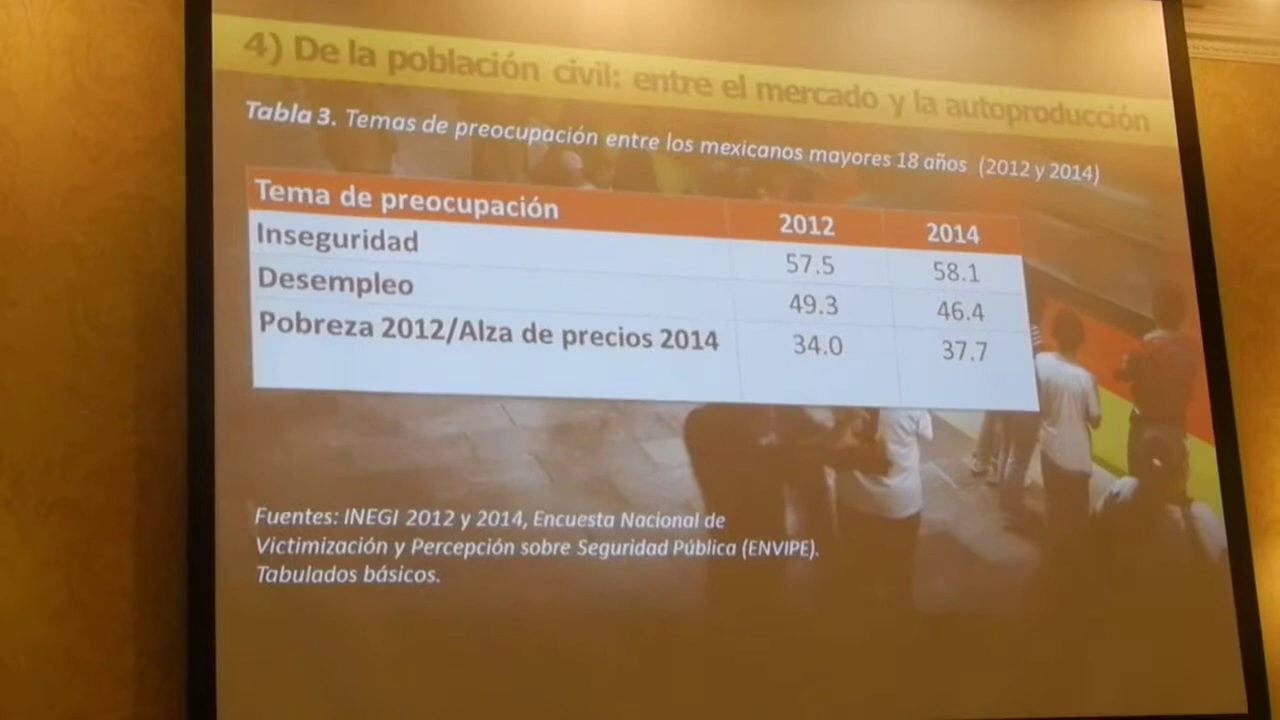 4) De la población civil: entre el mercado y la autoproducción
Tabla 3. Temas de preocupación entre los mexicanos mayores 18 años (2012 y 2014)
Tema de preocupación 2012 2014
Inseguridad 57.5 58.1
Desempleo 49.3 46.4
Pobreza 2012/Alza de precios 2014 34.0 37.7
Fuentes: INEGI 2012 y 2014, Encuesta Nacional de
Victimización y Percepción sobre Seguridad Pública (ENVIPE).
Tabulados básicos.